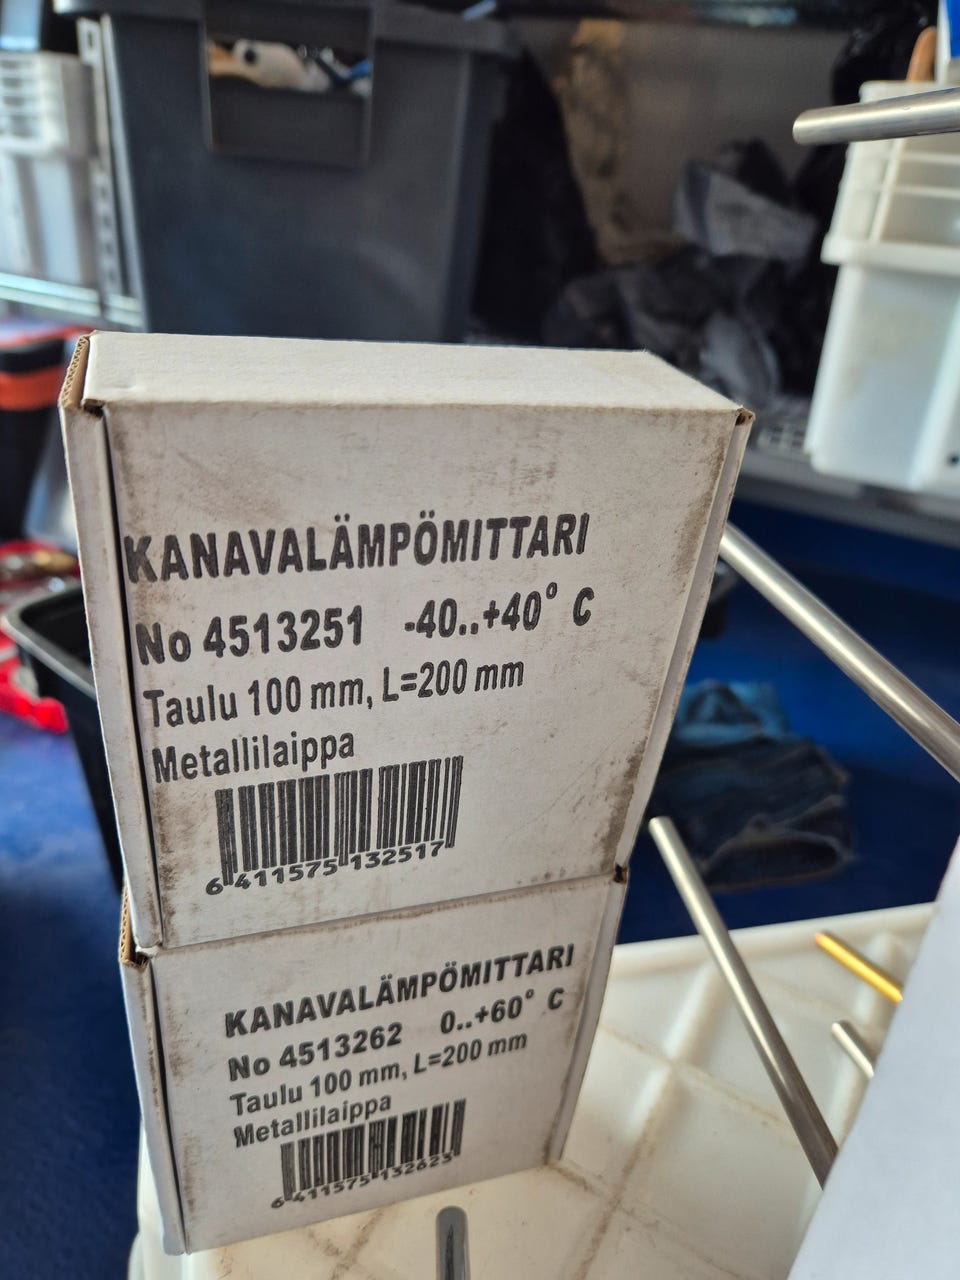 KANAVALÄMPÖMITTARI
No 4513251 -40..+40° C
Taulu 100 mm, L=200 mm
Metallilaippa
6 411575 132517
KANAVALÄMPÖMITTARI
No 4513262 0..+60° C
Taulu 100 mm, L=200 mm
Metallilaippa
6 411575 132623